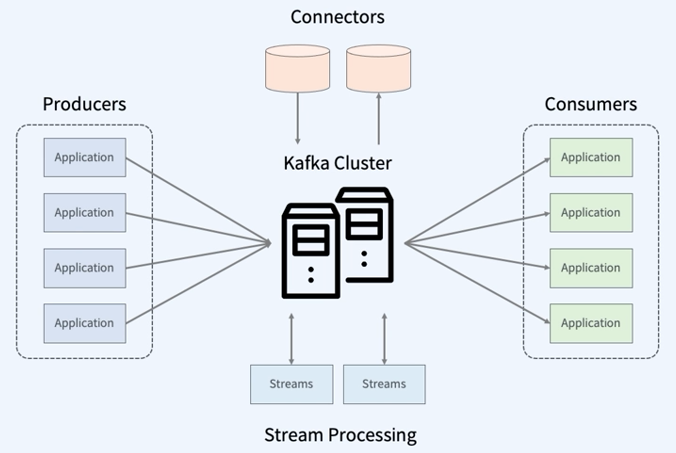 Connectors
Producers
Consumers
Kafka Cluster
Application
Application
Application
Application
Application
Application
Application
Application
Streams
Streams
Stream Processing